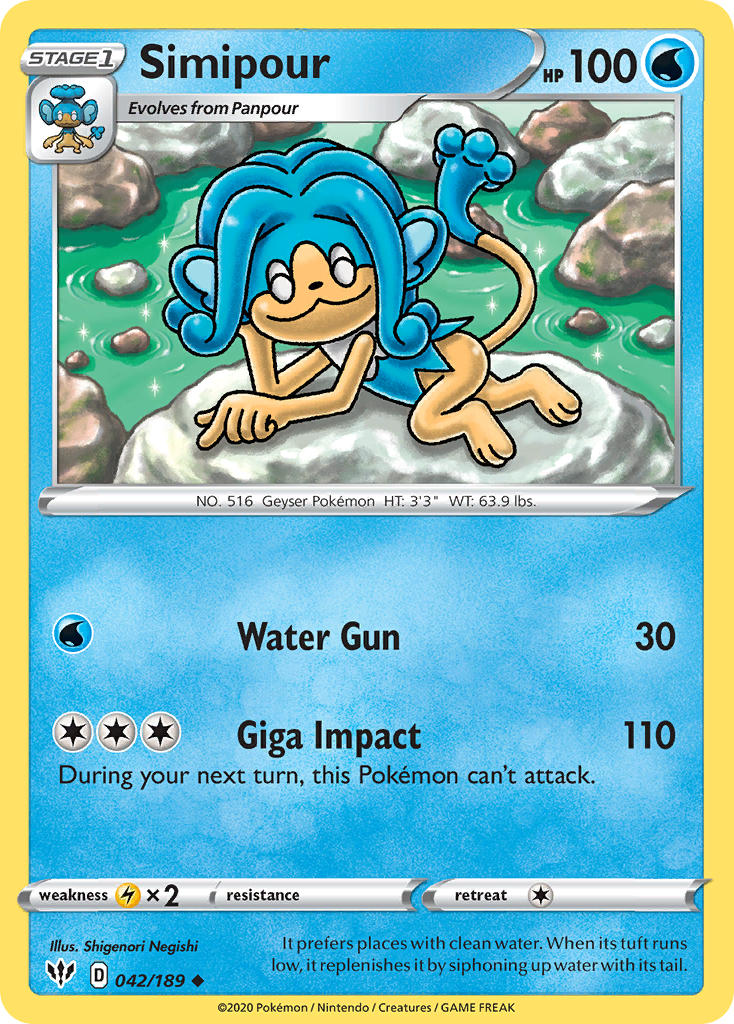 STAGE1
Simipour
HP 100
Evolves from Panpour
NO. 516 Geyser Pokémon HT: 3'3" WT: 63.9 lbs.
Water Gun 30
Giga Impact 110
During your next turn, this Pokémon can't attack.
weakness ×2 resistance retreat
Illus. Shigenori Negishi
It prefers places with clean water. When its tuft runs
low, it replenishes it by siphoning up water with its tail.
D 042/189
©2020 Pokémon / Nintendo / Creatures / GAME FREAK